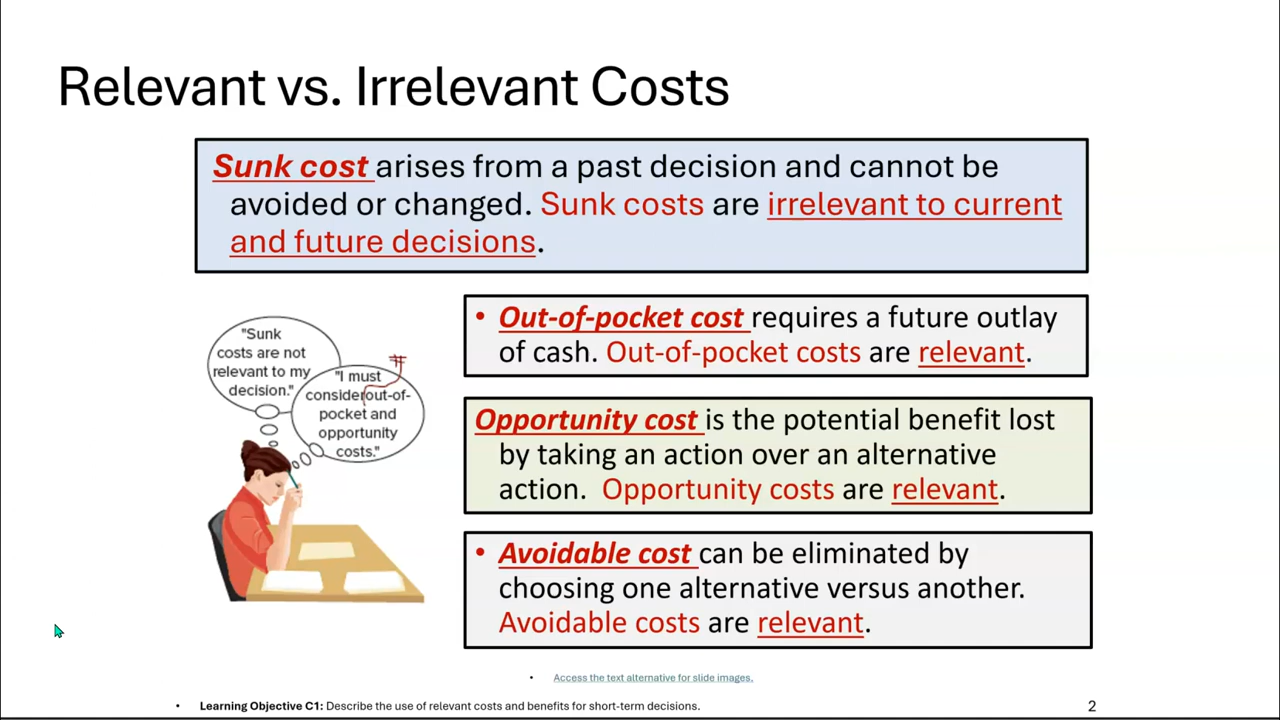 Relevant vs. Irrelevant Costs
Sunk cost arises from a past decision and cannot be
avoided or changed. Sunk costs are irrelevant to current
and future decisions.
"Sunk
costs are not
relevant to my
decision."
"I must
considerout-of-
pocket and
opportunity
costs."
• Out-of-pocket cost requires a future outlay
of cash. Out-of-pocket costs are relevant.
Opportunity cost is the potential benefit lost
by taking an action over an alternative
action. Opportunity costs are relevant.
• Avoidable cost can be eliminated by
choosing one alternative versus another.
Avoidable costs are relevant.
• Access the text alternative for slide images.
• Learning Objective C1: Describe the use of relevant costs and benefits for short-term decisions.
2